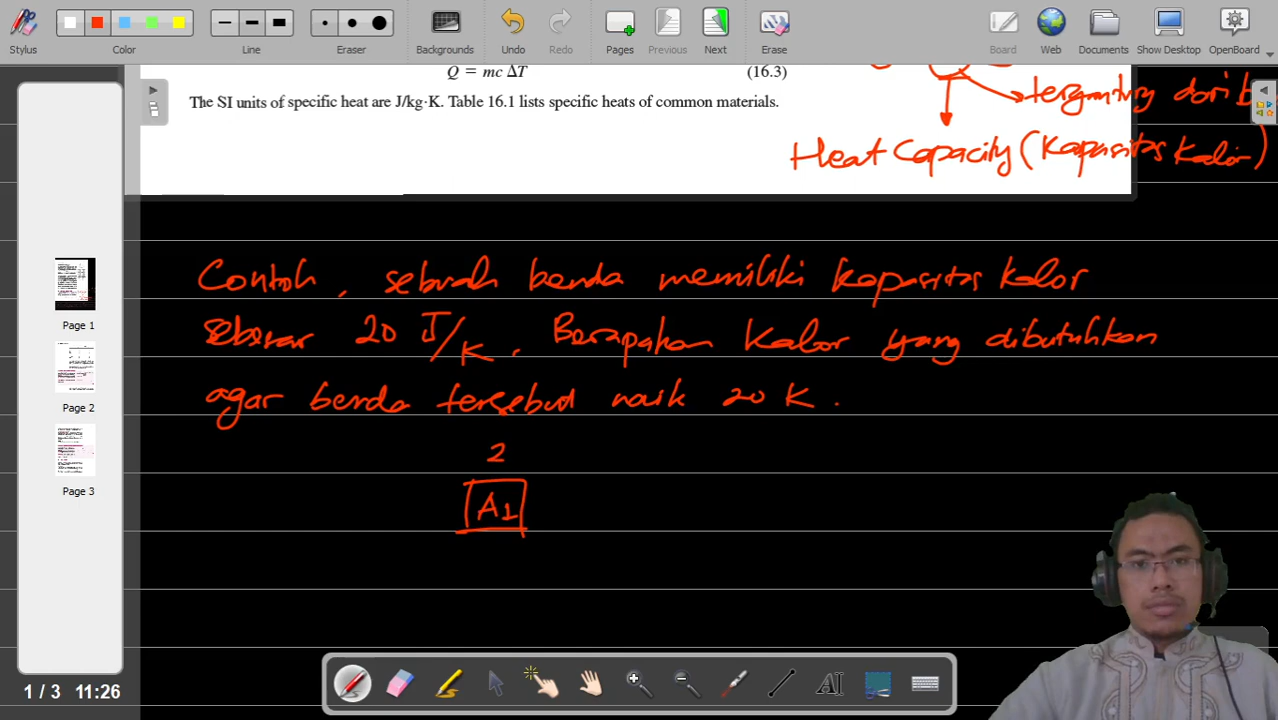 Stylus
Color
Line
Eraser
Backgrounds
Undo
Redo
Pages
Previous
Next
Erase
Board
Web
Documents
Show Desktop
OpenBoard
Q = mc ΔT (16.3)
The SI units of specific heat are J/kg·K. Table 16.1 lists specific heats of common materials.
tergantung dari b
Heat Capacity (Kapasitas Kalor)
Contoh, sebuah benda memiliki kapasitas kalor
sebesar 20 J/K. Berapakah Kalor yang dibutuhkan
agar benda tersebut naik 20 K.
2
A1
Page 1
Page 2
Page 3
1 / 3 11:26
AI